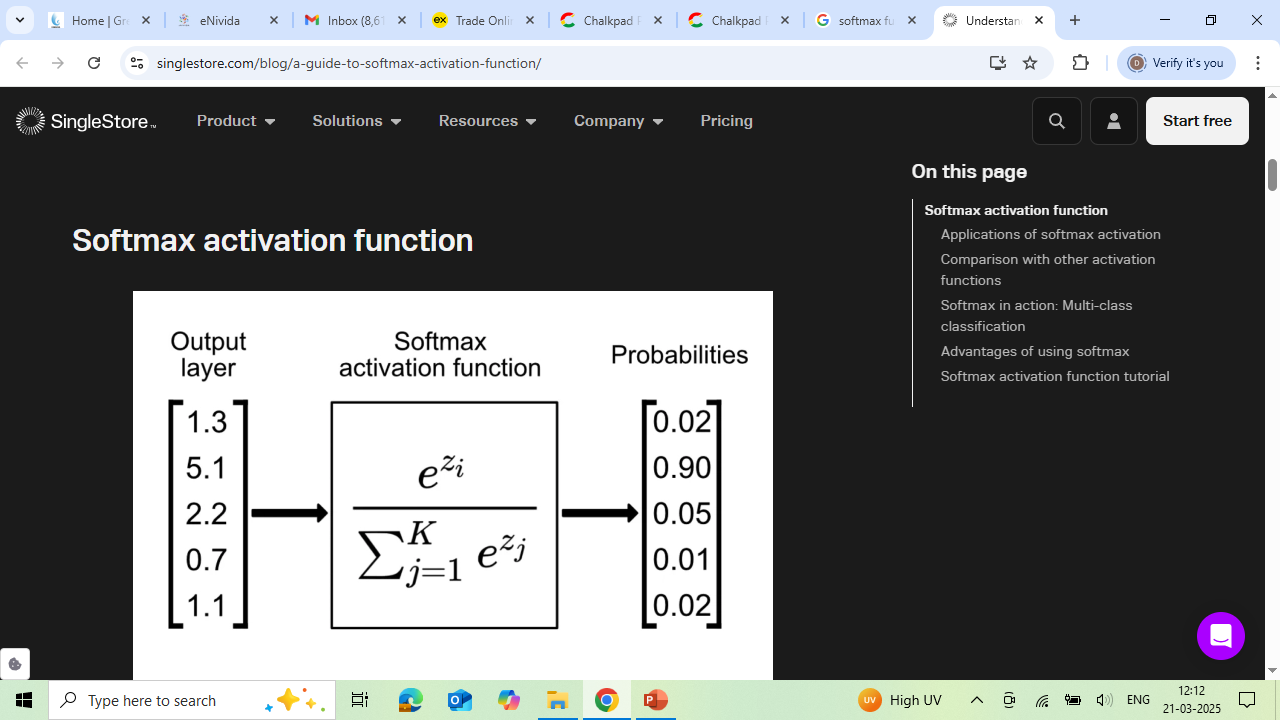 Home | Gre
eNivida
Inbox (8,61
Trade Onli
Chalkpad P
Chalkpad
softmax fu
Understan
singlestore.com/blog/a-guide-to-softmax-activation-function/
D
Verify it's you
SingleStore™
Product
Solutions
Resources
Company
Pricing
Start free
On this page
Softmax activation function
Applications of softmax activation
Comparison with other activation
functions
Softmax in action: Multi-class
classification
Advantages of using softmax
Softmax activation function tutorial
Softmax activation function
Output
layer
Softmax
activation function
Probabilities
1.3
5.1
2.2
0.7
1.1
e^{z_i}
∑_{j=1}^{K} e^{z_j}
0.02
0.90
0.05
0.01
0.02
Type here to search
UV
High UV
ENG
12:12
21-03-2025